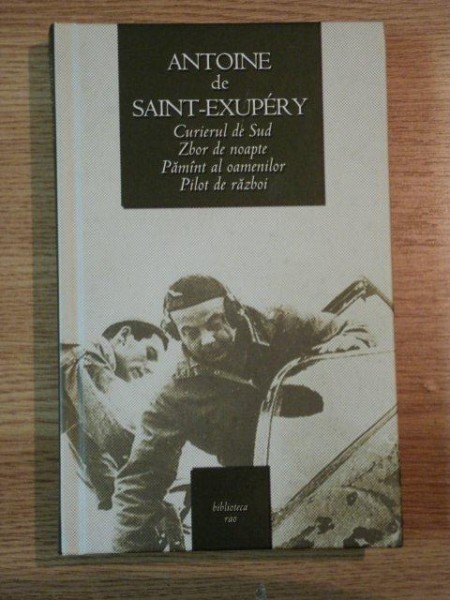 ANTOINE
de
SAINT-EXUPÉRY
Curierul de Sud
Zbor de noapte
Pămînt al oamenilor
Pilot de război
biblioteca
rao